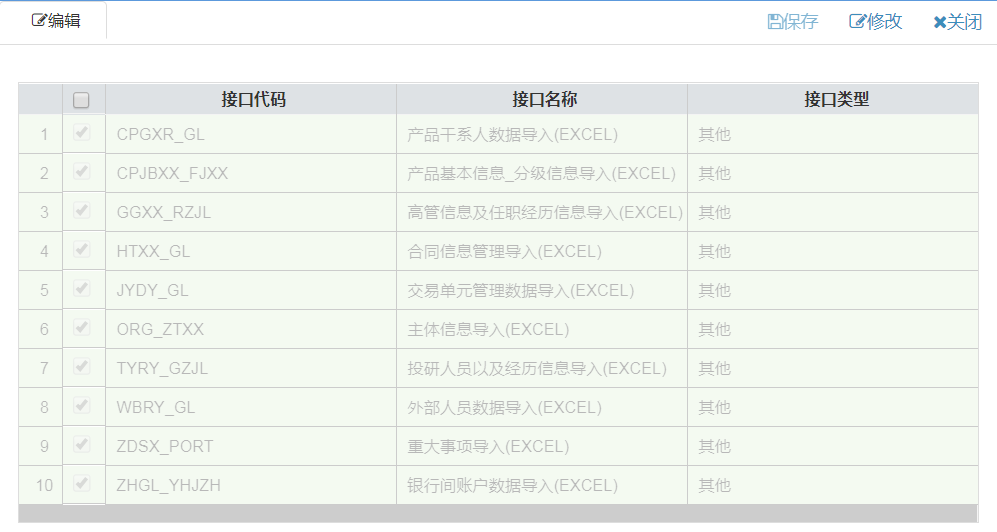 编辑 保存 修改 关闭
接口代码 接口名称 接口类型
1 CPGXR_GL 产品干系人数据导入(EXCEL) 其他
2 CPJBXX_FJXX 产品基本信息_分级信息导入(EXCEL) 其他
3 GGXX_RZJL 高管信息及任职经历信息导入(EXCEL) 其他
4 HTXX_GL 合同信息管理导入(EXCEL) 其他
5 JYDY_GL 交易单元管理数据导入(EXCEL) 其他
6 ORG_ZTXX 主体信息导入(EXCEL) 其他
7 TYRY_GZJL 投研人员以及经历信息导入(EXCEL) 其他
8 WBRY_GL 外部人员数据导入(EXCEL) 其他
9 ZDSX_PORT 重大事项导入(EXCEL) 其他
10 ZHGL_YHJZH 银行间账户数据导入(EXCEL) 其他